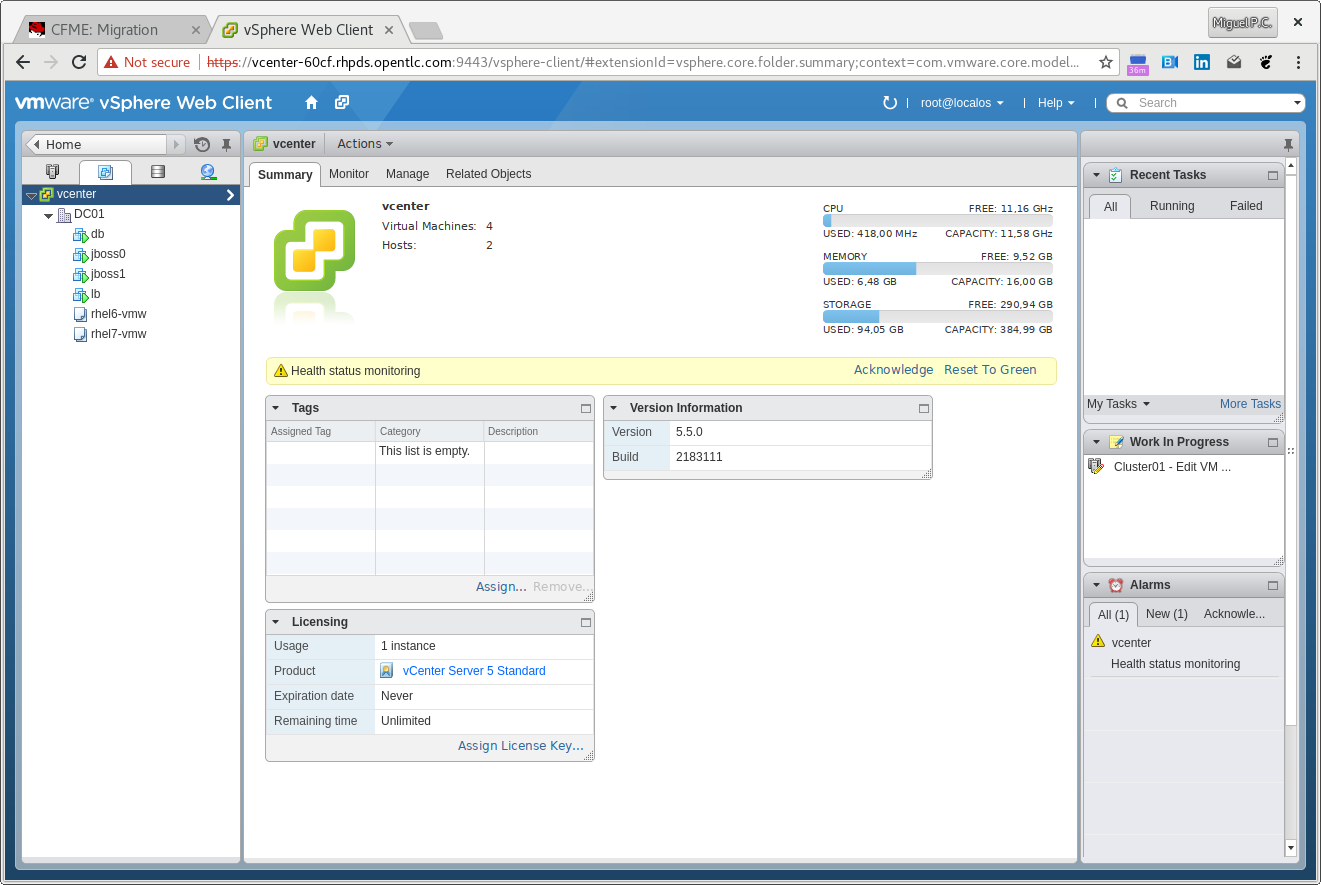 CFME: Migration
vSphere Web Client
Miguel P.C.
Not secure
https://vcenter-60cf.rhpds.opentlc.com:9443/vsphere-client/#extensionId=vsphere.core.folder.summary;context=com.vmware.core.model...
36m
vmware® vSphere Web Client
root@localos
Help
Search
Home
vcenter
DC01
db
jboss0
jboss1
lb
rhel6-vmw
rhel7-vmw
vcenter
Actions
Summary
Monitor
Manage
Related Objects
vcenter
Virtual Machines: 4
Hosts: 2
CPU FREE: 11,16 GHz
USED: 418,00 MHz CAPACITY: 11,58 GHz
MEMORY FREE: 9,52 GB
USED: 6,48 GB CAPACITY: 16,00 GB
STORAGE FREE: 290,94 GB
USED: 94,05 GB CAPACITY: 384,99 GB
Health status monitoring
Acknowledge
Reset To Green
Tags
Assigned Tag Category Description
This list is empty.
Assign... Remove...
Version Information
Version 5.5.0
Build 2183111
Licensing
Usage 1 instance
Product vCenter Server 5 Standard
Expiration date Never
Remaining time Unlimited
Assign License Key...
Recent Tasks
All Running Failed
My Tasks
More Tasks
Work In Progress
Cluster01 - Edit VM ...
Alarms
All (1) New (1) Acknowle...
vcenter
Health status monitoring